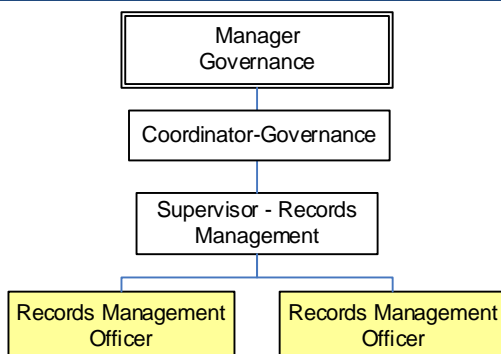 Manager
Governance
Coordinator-Governance
Supervisor - Records
Management
Records Management
Officer
Records Management
Officer